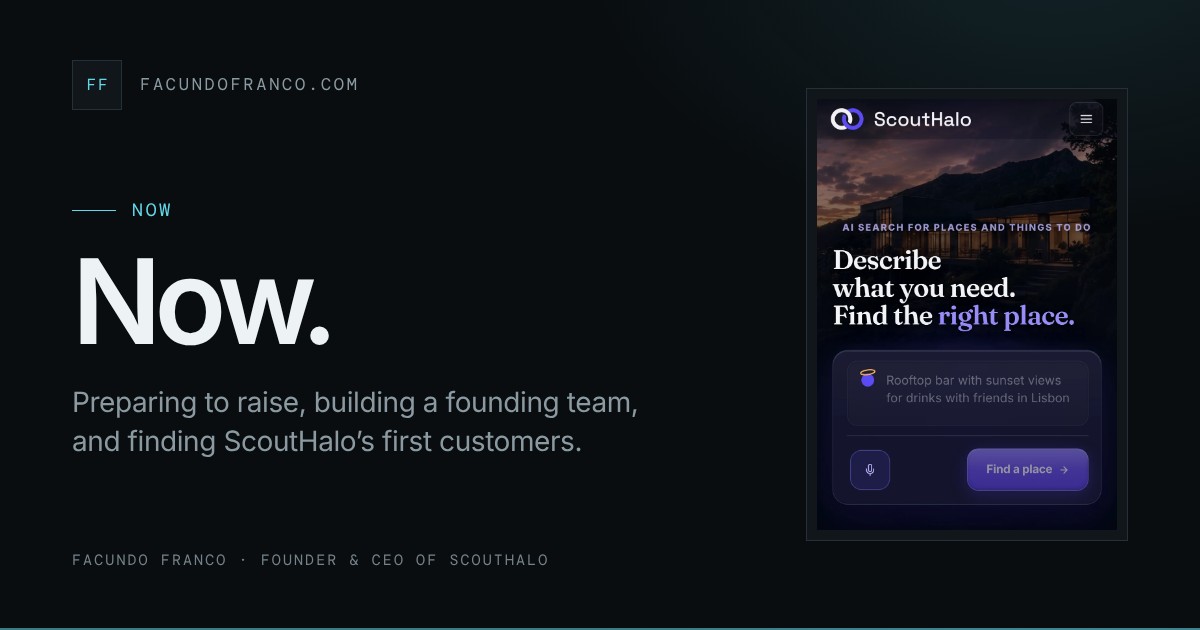 FF
FACUNDOFRANCO.COM
NOW
Now.
Preparing to raise, building a founding team,
and finding ScoutHalo’s first customers.
FACUNDO FRANCO · FOUNDER & CEO OF SCOUTHALO
ScoutHalo
AI SEARCH FOR PLACES AND THINGS TO DO
Describe
what you need.
Find the right place.
Rooftop bar with sunset views
for drinks with friends in Lisbon
Find a place →